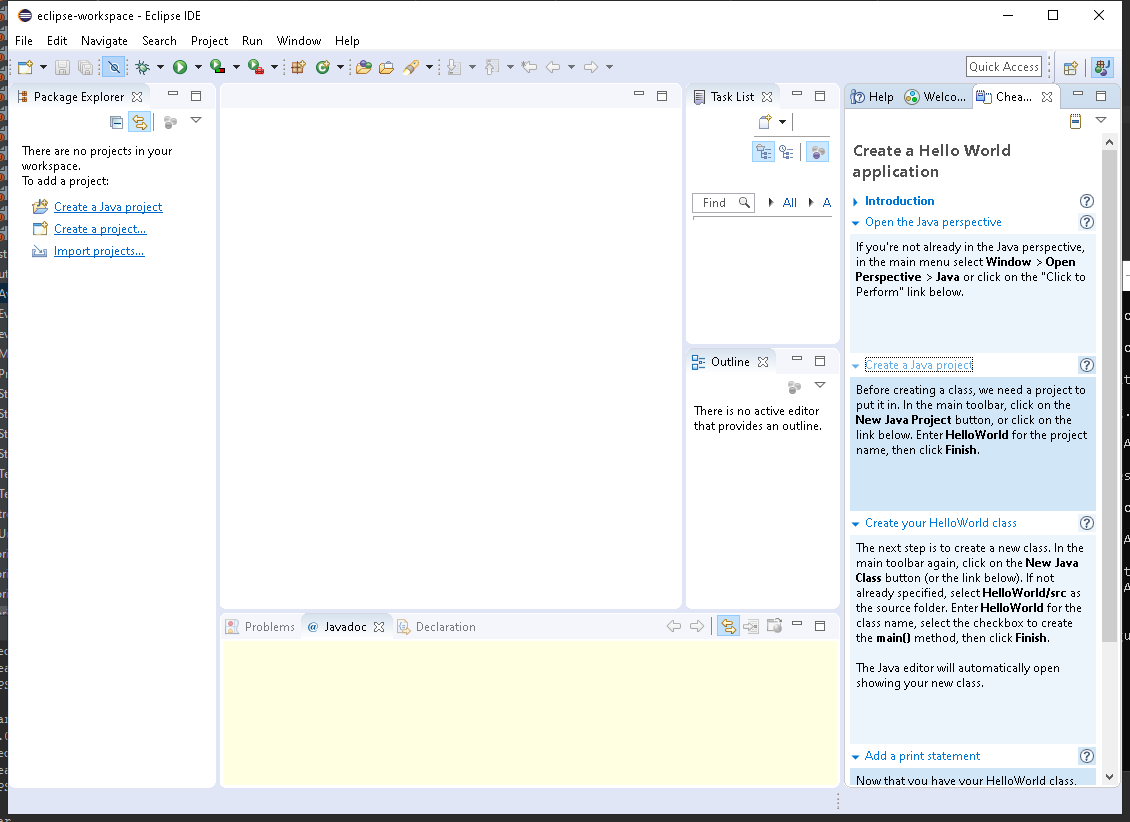 eclipse-workspace - Eclipse IDE
File Edit Navigate Search Project Run Window Help
Quick Access
Package Explorer
There are no projects in your
workspace.
To add a project:
Create a Java project
Create a project...
Import projects...
Task List
Find All A
Outline
There is no active editor
that provides an outline.
Problems @ Javadoc Declaration
Help Welco... Chea...
Create a Hello World
application
Introduction
Open the Java perspective
If you're not already in the Java perspective,
in the main menu select Window > Open
Perspective > Java or click on the "Click to
Perform" link below.
Create a Java project
Before creating a class, we need a project to
put it in. In the main toolbar, click on the
New Java Project button, or click on the
link below. Enter HelloWorld for the project
name, then click Finish.
Create your HelloWorld class
The next step is to create a new class. In the
main toolbar again, click on the New Java
Class button (or the link below). If not
already specified, select HelloWorld/src as
the source folder. Enter HelloWorld for the
class name, select the checkbox to create
the main() method, then click Finish.
The Java editor will automatically open
showing your new class.
Add a print statement
Now that you have your HelloWorld class,